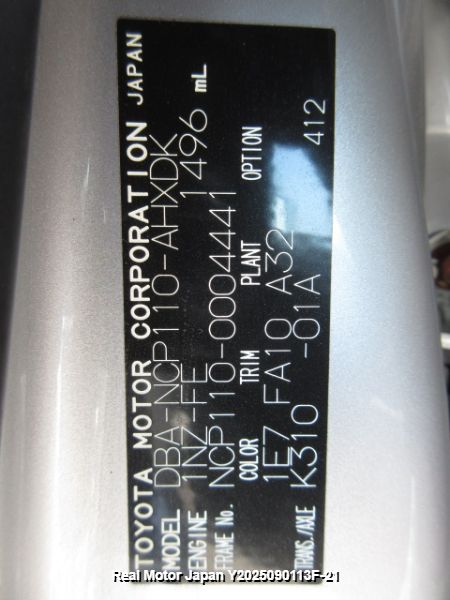 TOYOTA MOTOR CORPORATION JAPAN
MODEL DBA-NCP110-AHXDK
ENGINE 1NZ-FE 1496 mL
FRAME No. NCP110-0004441
COLOR TRIM PLANT OPTION
1E7 FA10 A32
TRANS./AXLE K310 -01A 412
Real Motor Japan Y2025090113F-21